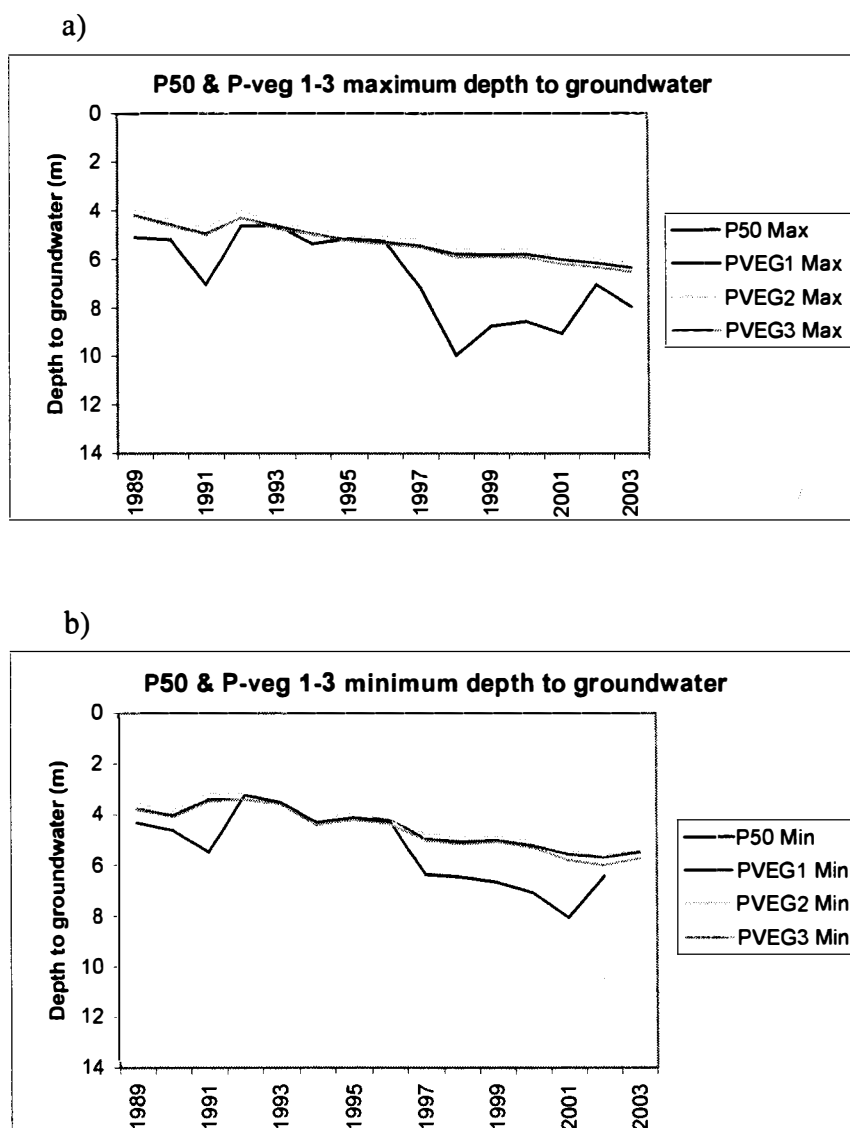 a)
P50 & P-veg 1-3 maximum depth to groundwater
Depth to groundwater (m)
0
2
4
6
8
10
12
14
1989
1991
1993
1995
1997
1999
2001
2003
P50 Max
PVEG1 Max
PVEG2 Max
PVEG3 Max
b)
P50 & P-veg 1-3 minimum depth to groundwater
Depth to groundwater (m)
0
2
4
6
8
10
12
14
1989
1991
1993
1995
1997
1999
2001
2003
P50 Min
PVEG1 Min
PVEG2 Min
PVEG3 Min